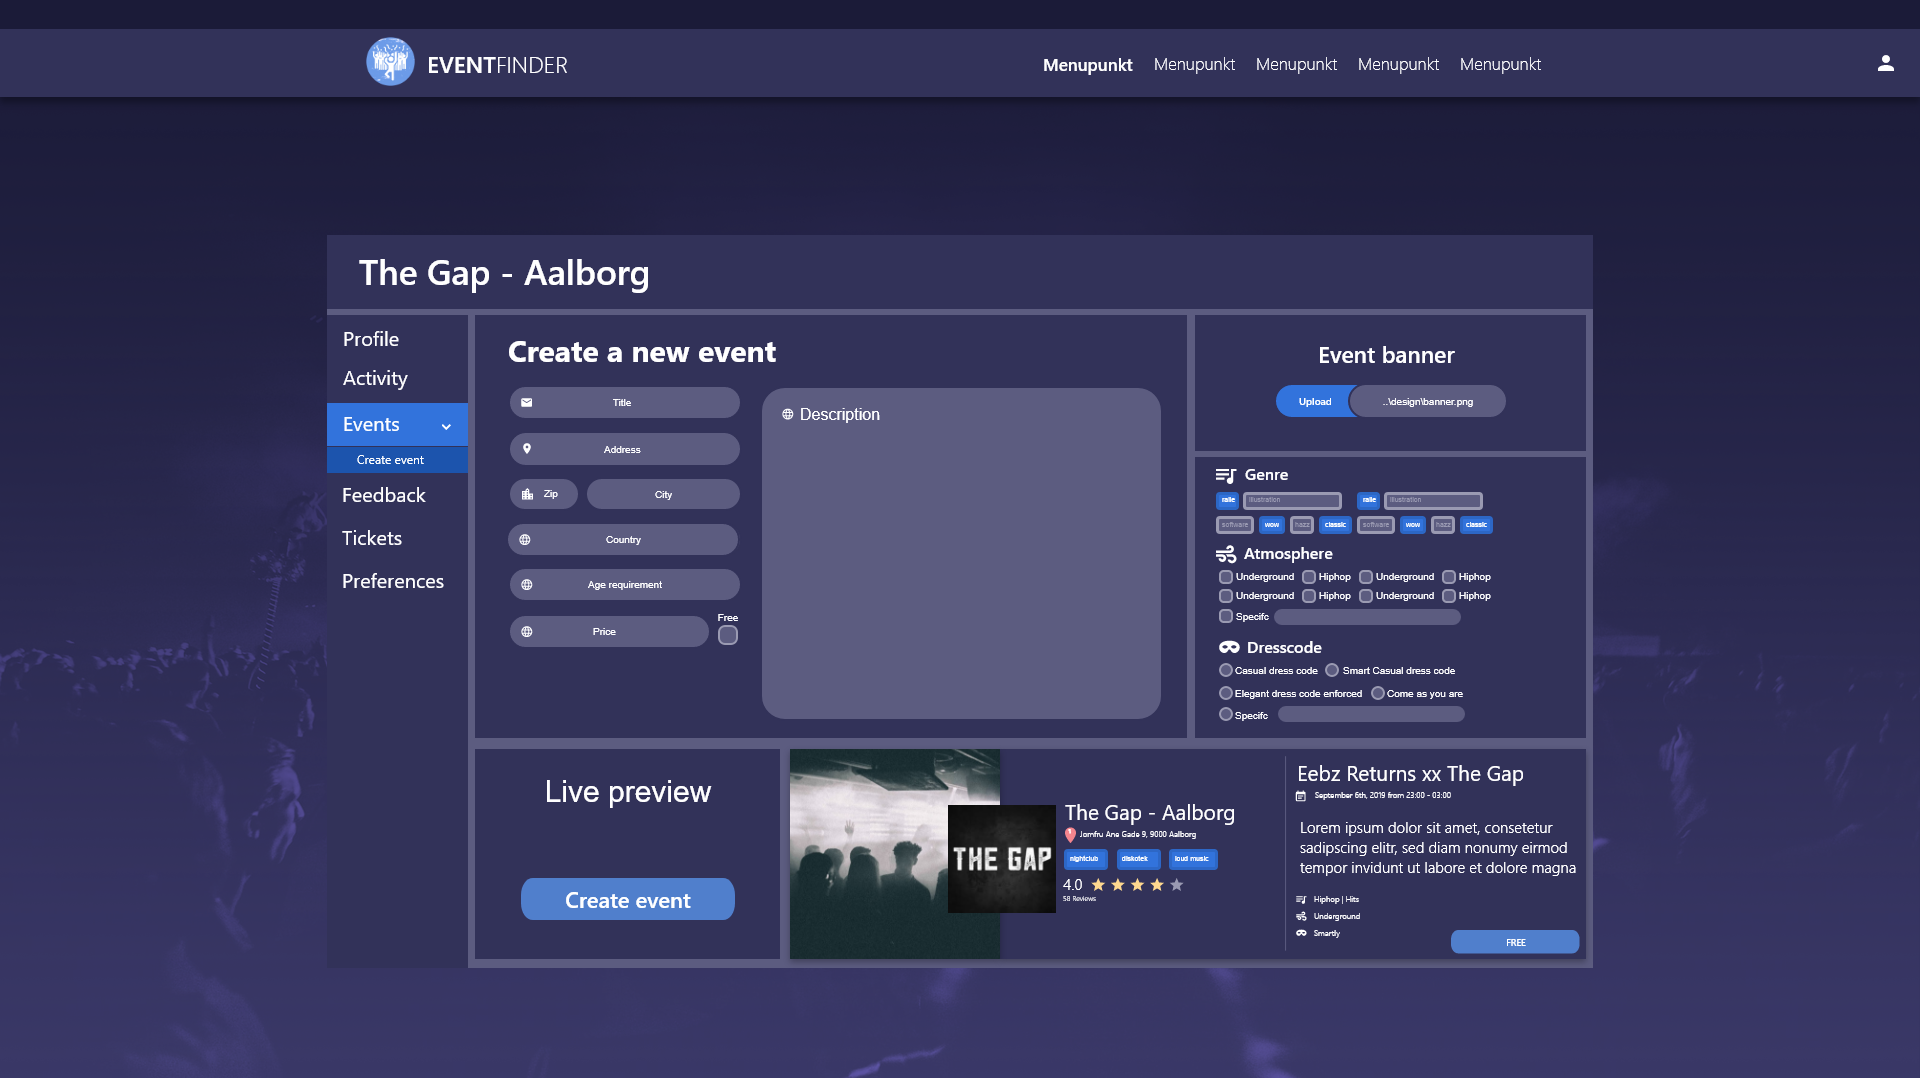 EVENTFINDER
Menupunkt Menupunkt Menupunkt Menupunkt Menupunkt
The Gap - Aalborg
Profile
Activity
Events
Create event
Feedback
Tickets
Preferences
Create a new event
Title
Address
Zip City
Country
Age requirement
Free
Price
Description
Event banner
Upload ..\design\banner.png
Genre
ralle illustration ralle illustration
software wow hazz classic software wow hazz classic
Atmosphere
Underground Hiphop Underground Hiphop
Underground Hiphop Underground Hiphop
Specifc
Dresscode
Casual dress code Smart Casual dress code
Elegant dress code enforced Come as you are
Specifc
Live preview
Create event
THE GAP
The Gap - Aalborg
Jomfru Ane Gade 9, 9000 Aalborg
nightclub diskotek loud music
4.0
58 Reviews
Eebz Returns xx The Gap
September 6th, 2019 from 23:00 - 03:00
Lorem ipsum dolor sit amet, consetetur
sadipscing elitr, sed diam nonumy eirmod
tempor invidunt ut labore et dolore magna
Hiphop | Hits
Underground
Smartly
FREE